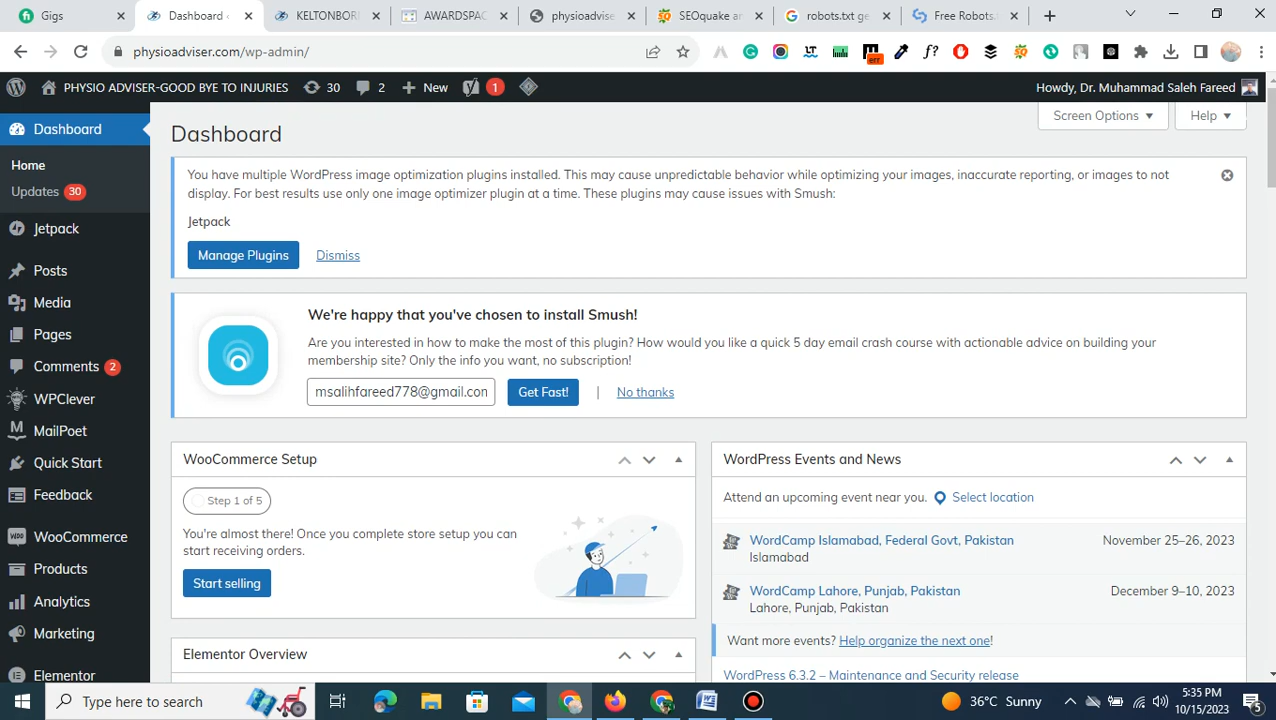 Gigs
Dashboard
KELTONBOR
AWARDSPAC
physioadvise
SEOquake an
robots.txt ge
Free Robots.t
physioadviser.com/wp-admin/
PHYSIO ADVISER-GOOD BYE TO INJURIES
30
2
New
1
Howdy, Dr. Muhammad Saleh Fareed
Dashboard
Home
Updates 30
Jetpack
Posts
Media
Pages
Comments 2
WPClever
MailPoet
Quick Start
Feedback
WooCommerce
Products
Analytics
Marketing
Elementor
Dashboard
Screen Options
Help
You have multiple WordPress image optimization plugins installed. This may cause unpredictable behavior while optimizing your images, inaccurate reporting, or images to not
display. For best results use only one image optimizer plugin at a time. These plugins may cause issues with Smush:
Jetpack
Manage Plugins
Dismiss
We're happy that you've chosen to install Smush!
Are you interested in how to make the most of this plugin? How would you like a quick 5 day email crash course with actionable advice on building your
membership site? Only the info you want, no subscription!
msalihfareed778@gmail.con
Get Fast!
|
No thanks
WooCommerce Setup
Step 1 of 5
You're almost there! Once you complete store setup you can
start receiving orders.
Start selling
Elementor Overview
WordPress Events and News
Attend an upcoming event near you.
Select location
WordCamp Islamabad, Federal Govt, Pakistan
November 25–26, 2023
Islamabad
WordCamp Lahore, Punjab, Pakistan
December 9–10, 2023
Lahore, Punjab, Pakistan
Want more events? Help organize the next one!
WordPress 6.3.2 – Maintenance and Security release
Type here to search
36°C Sunny
5:35 PM
10/15/2023
5